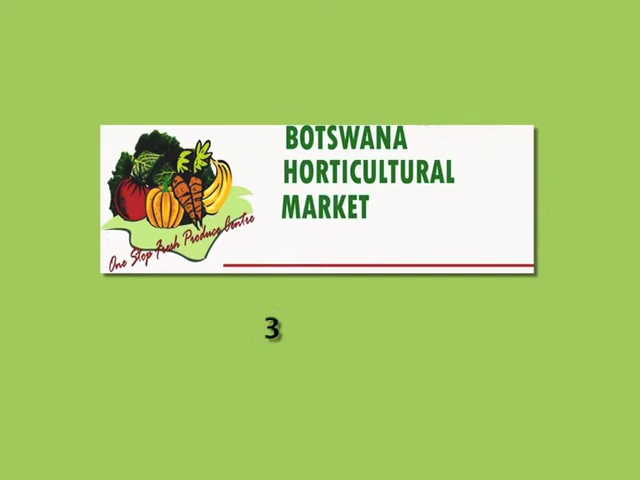 BOTSWANA
HORTICULTURAL
MARKET
One Stop Fresh Produce Centre
3